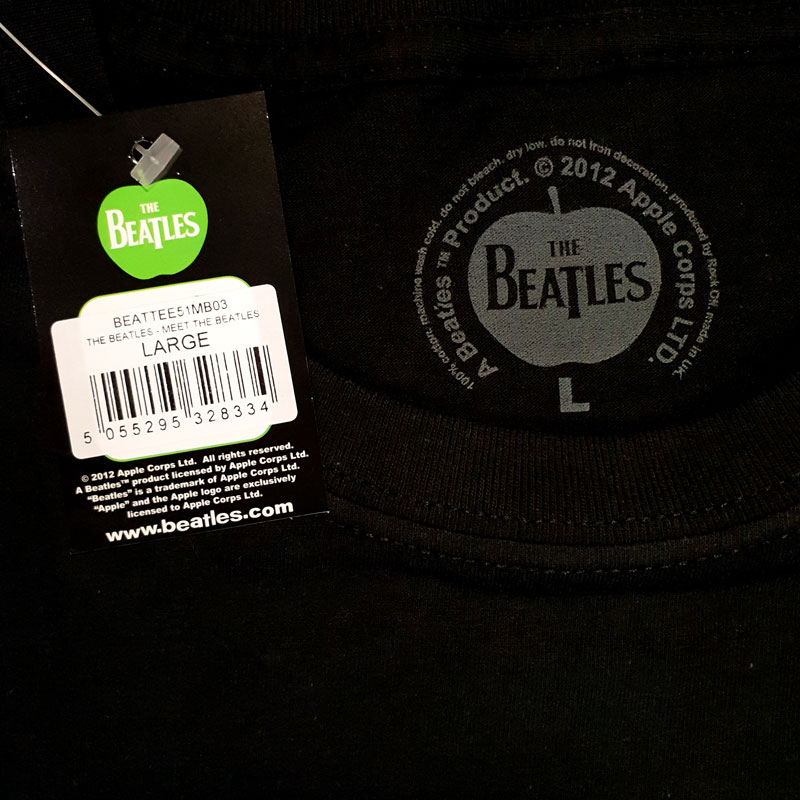 THE
BEATLES
BEATTEE51MB03
THE BEATLES - MEET THE BEATLES
LARGE
5 055295 328334
© 2012 Apple Corps Ltd. All rights reserved.
A Beatles™ product licensed by Apple Corps Ltd.
“Beatles” is a trademark of Apple Corps Ltd.
“Apple” and the Apple logo are exclusively
licensed to Apple Corps Ltd.
www.beatles.com
100% cotton. machine wash cold. do not bleach. dry low. do not iron decoration. produced by Rock Off. made in uk.
A Beatles™ Product. © 2012 Apple Corps LTD.
THE
BEATLES
L